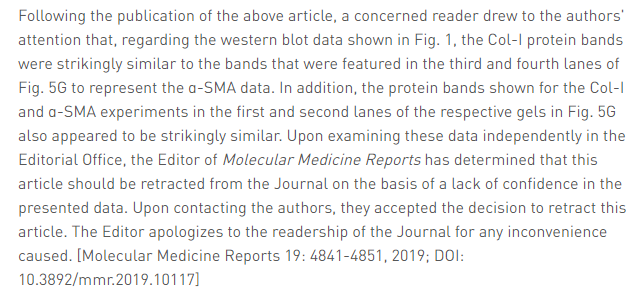 Following the publication of the above article, a concerned reader drew to the authors'
attention that, regarding the western blot data shown in Fig. 1, the Col-I protein bands
were strikingly similar to the bands that were featured in the third and fourth lanes of
Fig. 5G to represent the α-SMA data. In addition, the protein bands shown for the Col-I
and α-SMA experiments in the first and second lanes of the respective gels in Fig. 5G
also appeared to be strikingly similar. Upon examining these data independently in the
Editorial Office, the Editor of Molecular Medicine Reports has determined that this
article should be retracted from the Journal on the basis of a lack of confidence in the
presented data. Upon contacting the authors, they accepted the decision to retract this
article. The Editor apologizes to the readership of the Journal for any inconvenience
caused. [Molecular Medicine Reports 19: 4841-4851, 2019; DOI:
10.3892/mmr.2019.10117]